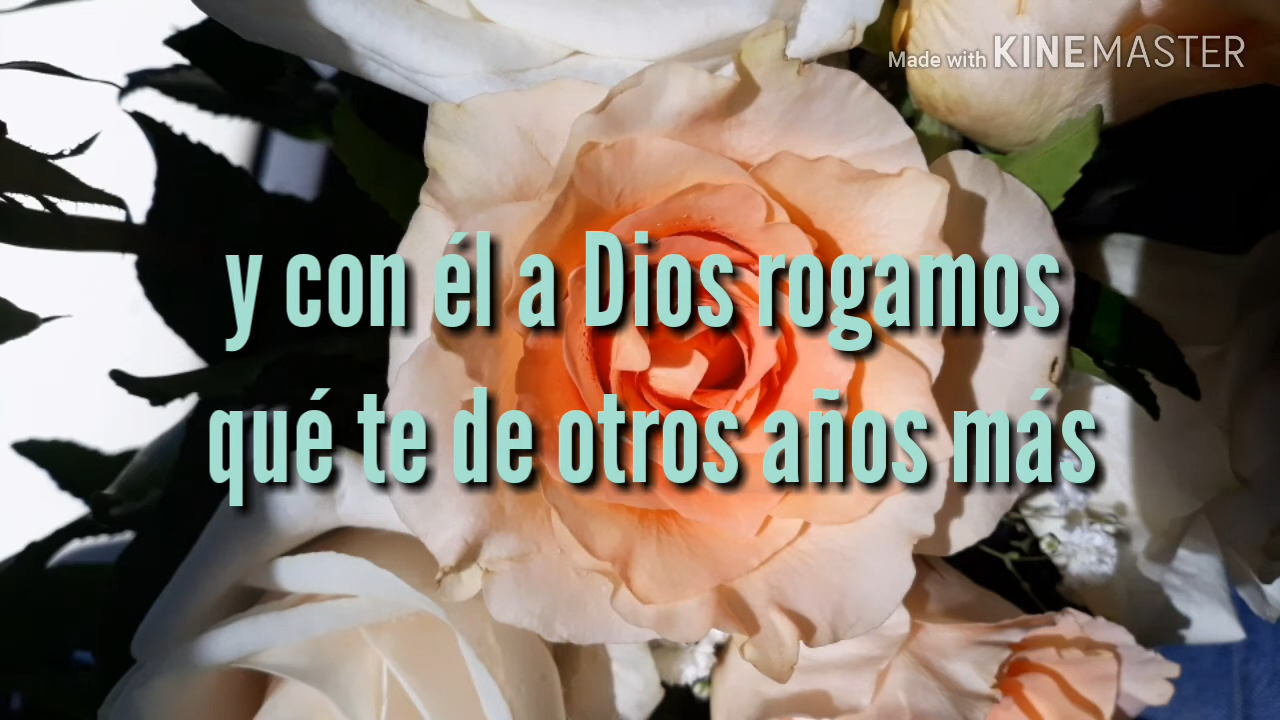 Made with KINEMASTER
y con él a Dios rogamos
qué te de otros años más